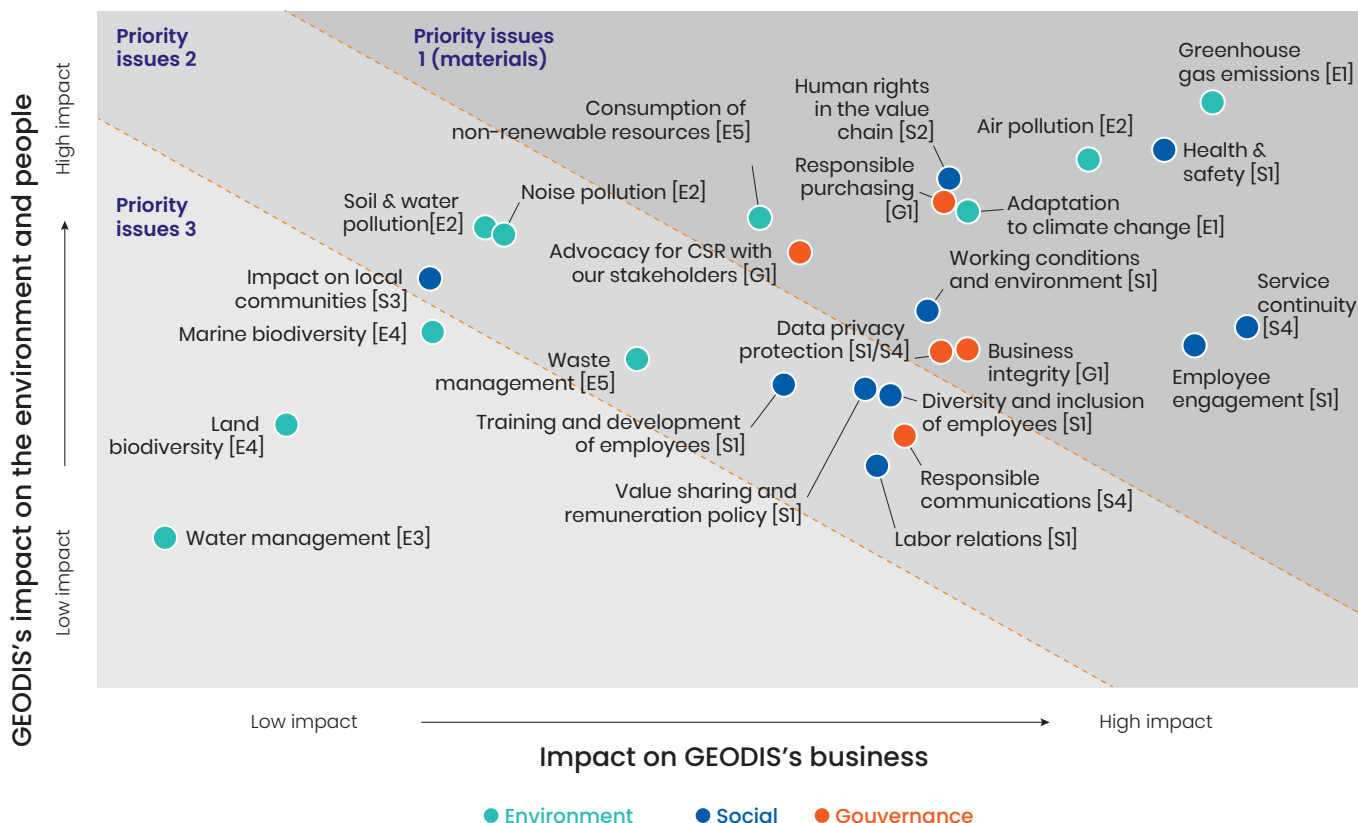 Priority
issues 2
Priority issues
1 (materials)
Priority
issues 3
GEODIS's impact on the environment and people
High impact
Low impact
Greenhouse
gas emissions [E1]
Human rights
in the value
chain [S2]
Consumption of
non-renewable resources [E5]
Air pollution [E2]
Health &
safety [S1]
Responsible
purchasing
[G1]
Adaptation
to climate change [E1]
Noise pollution [E2]
Soil & water
pollution[E2]
Advocacy for CSR with
our stakeholders [G1]
Working conditions
and environment [S1]
Impact on local
communities [S3]
Service
continuity
[S4]
Marine biodiversity [E4]
Data privacy
protection [S1/S4]
Business
integrity [G1]
Waste
management [E5]
Employee
engagement [S1]
Diversity and inclusion
of employees [S1]
Training and development
of employees [S1]
Land
biodiversity [E4]
Responsible
communications [S4]
Value sharing and
remuneration policy [S1]
Labor relations [S1]
Water management [E3]
Low impact
High impact
Impact on GEODIS's business
Environment
Social
Gouvernance